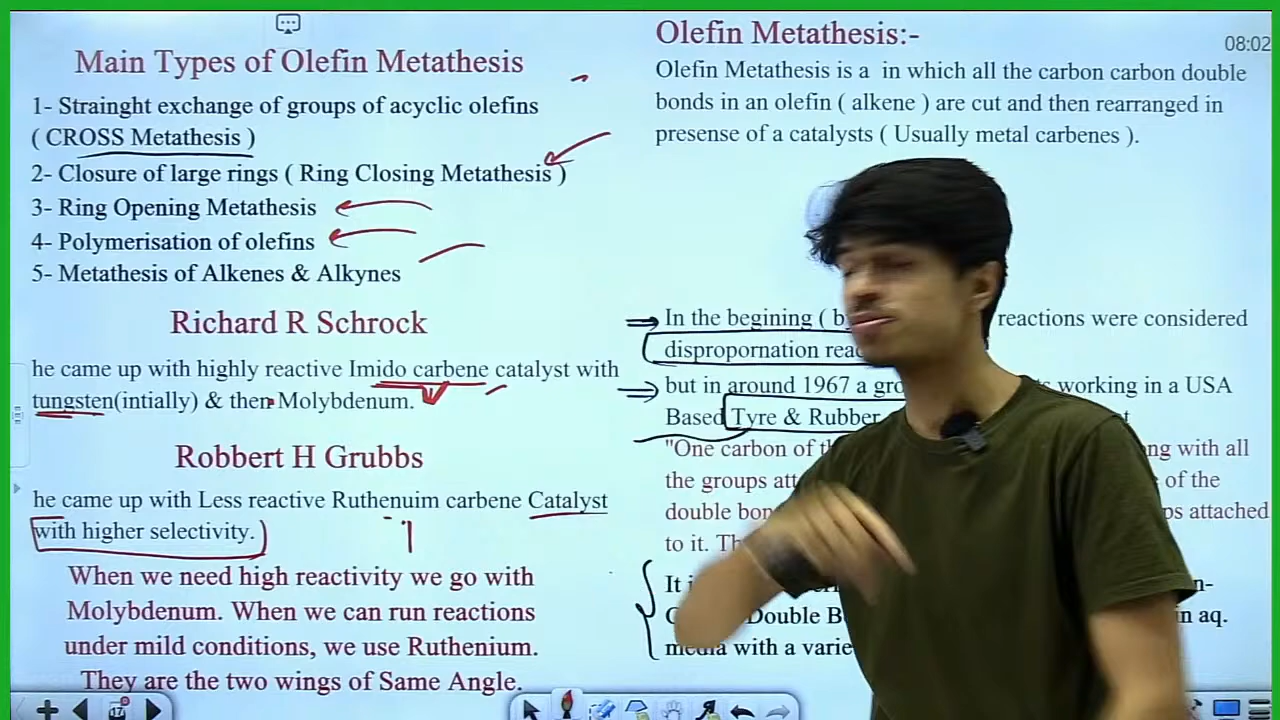 Main Types of Olefin Metathesis
1- Strainght exchange of groups of acyclic olefins
( CROSS Metathesis )
2- Closure of large rings ( Ring Closing Metathesis )
3- Ring Opening Metathesis
4- Polymerisation of olefins
5- Metathesis of Alkenes & Alkynes
Richard R Schrock
he came up with highly reactive Imido carbene catalyst with
tungsten(intially) & then Molybdenum.
Robbert H Grubbs
he came up with Less reactive Ruthenuim carbene Catalyst
with higher selectivity.
When we need high reactivity we go with
Molybdenum. When we can run reactions
under mild conditions, we use Ruthenium.
They are the two wings of Same Angle.
17
Olefin Metathesis:-
08:02
Olefin Metathesis is a in which all the carbon carbon double
bonds in an olefin ( alkene ) are cut and then rearranged in
presense of a catalysts ( Usually metal carbenes ).
In the begining ( reactions were considered
dispropornation
but in around 1967 a working in a USA
Based Tyre & Rubber
"One carbon of with all
the groups of the
double attached
to it.
It
Double
in aq.
media with a